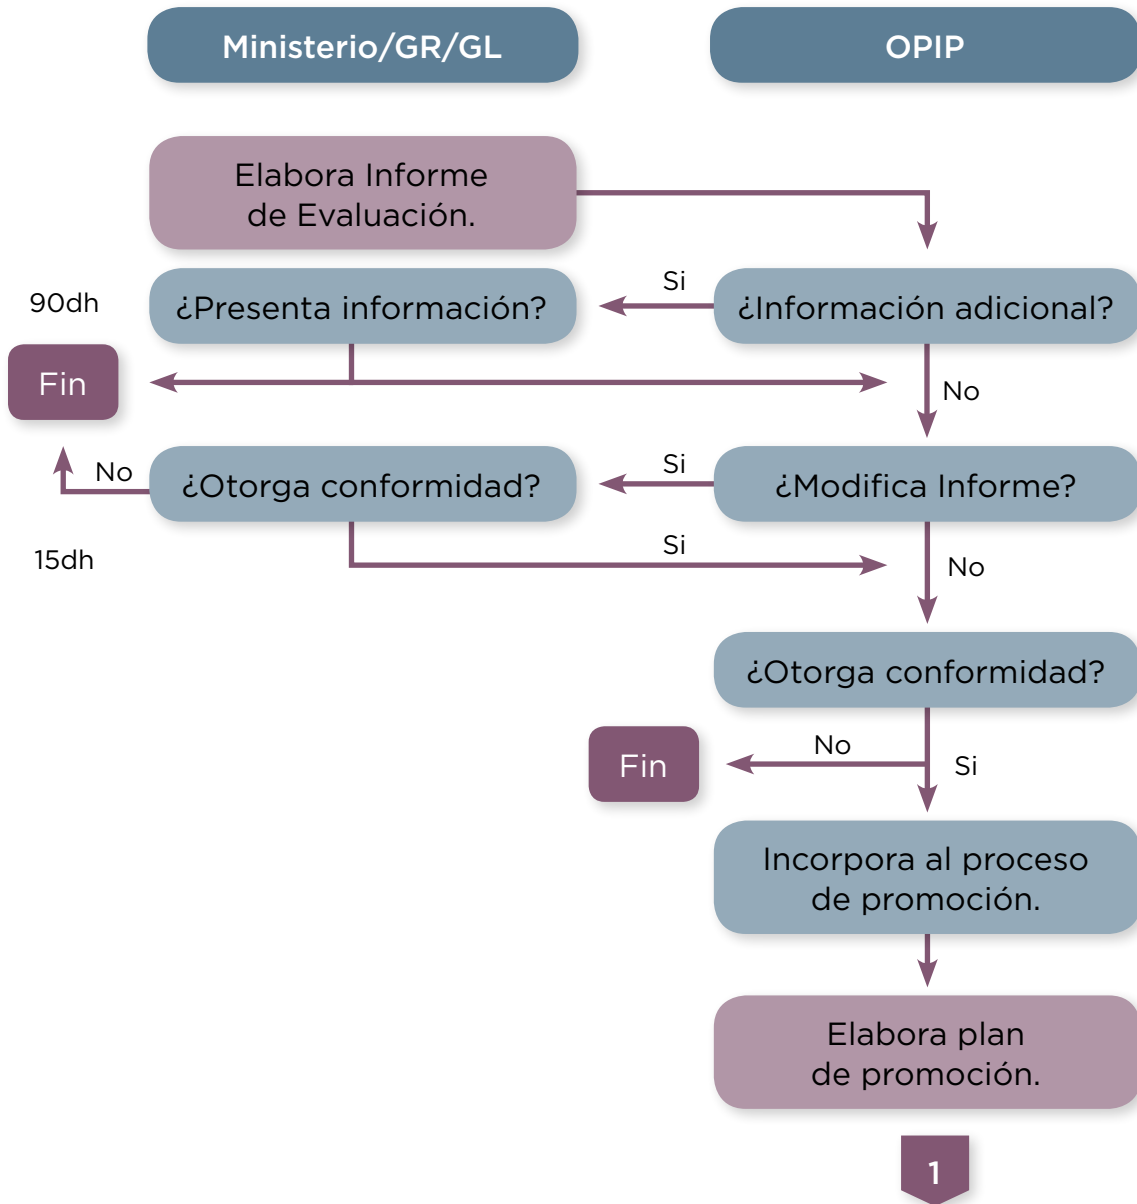 Ministerio/GR/GL
OPIP
Elabora Informe
de Evaluación.
Si
90dh
¿Presenta información?
¿Información adicional?
Fin
No
No
¿Otorga conformidad?
Si
¿Modifica Informe?
15dh
Si
No
¿Otorga conformidad?
Fin
No
Si
Incorpora al proceso
de promoción.
Elabora plan
de promoción.
1